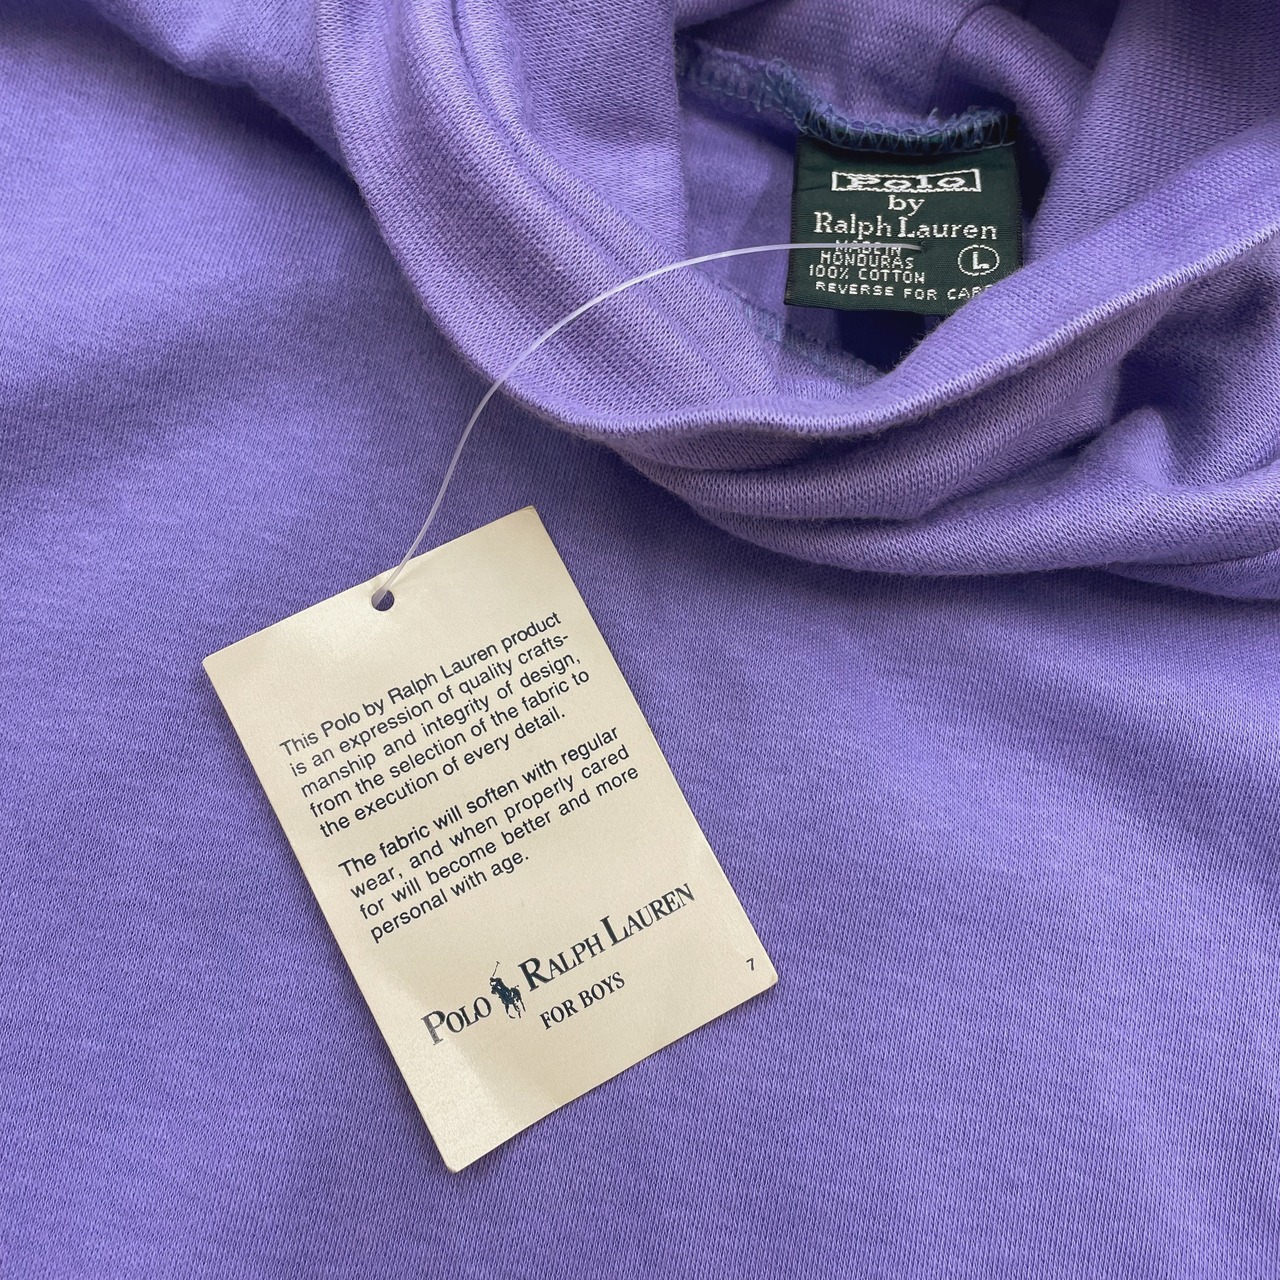 Polo
by
Ralph Lauren
MADE IN
HONDURAS
100% COTTON
L
REVERSE FOR CARE
This Polo by Ralph Lauren product
is an expression of quality crafts-
manship and integrity of design,
from the selection of the fabric to
the execution of every detail.
The fabric will soften with regular
wear, and when properly cared
for will become better and more
personal with age.
POLO RALPH LAUREN
FOR BOYS
7